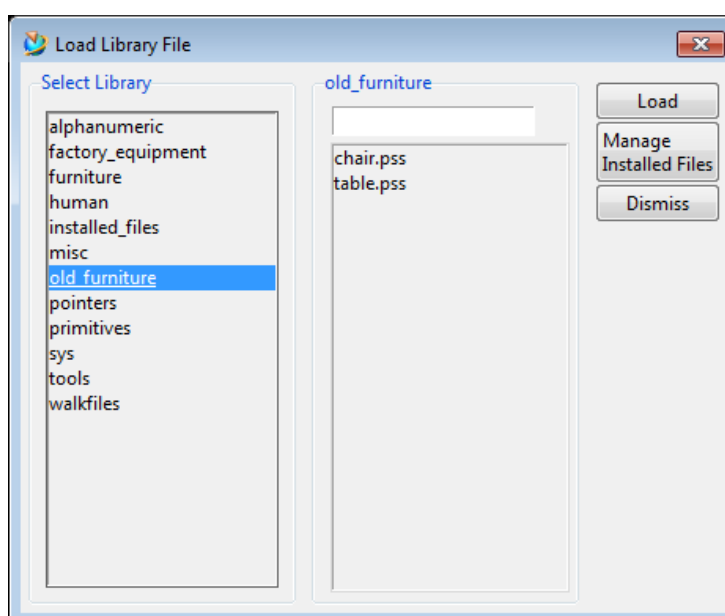 Load Library File
Select Library
alphanumeric
factory_equipment
furniture
human
installed_files
misc
old_furniture
pointers
primitives
sys
tools
walkfiles
old_furniture
chair.pss
table.pss
Load
Manage
Installed Files
Dismiss